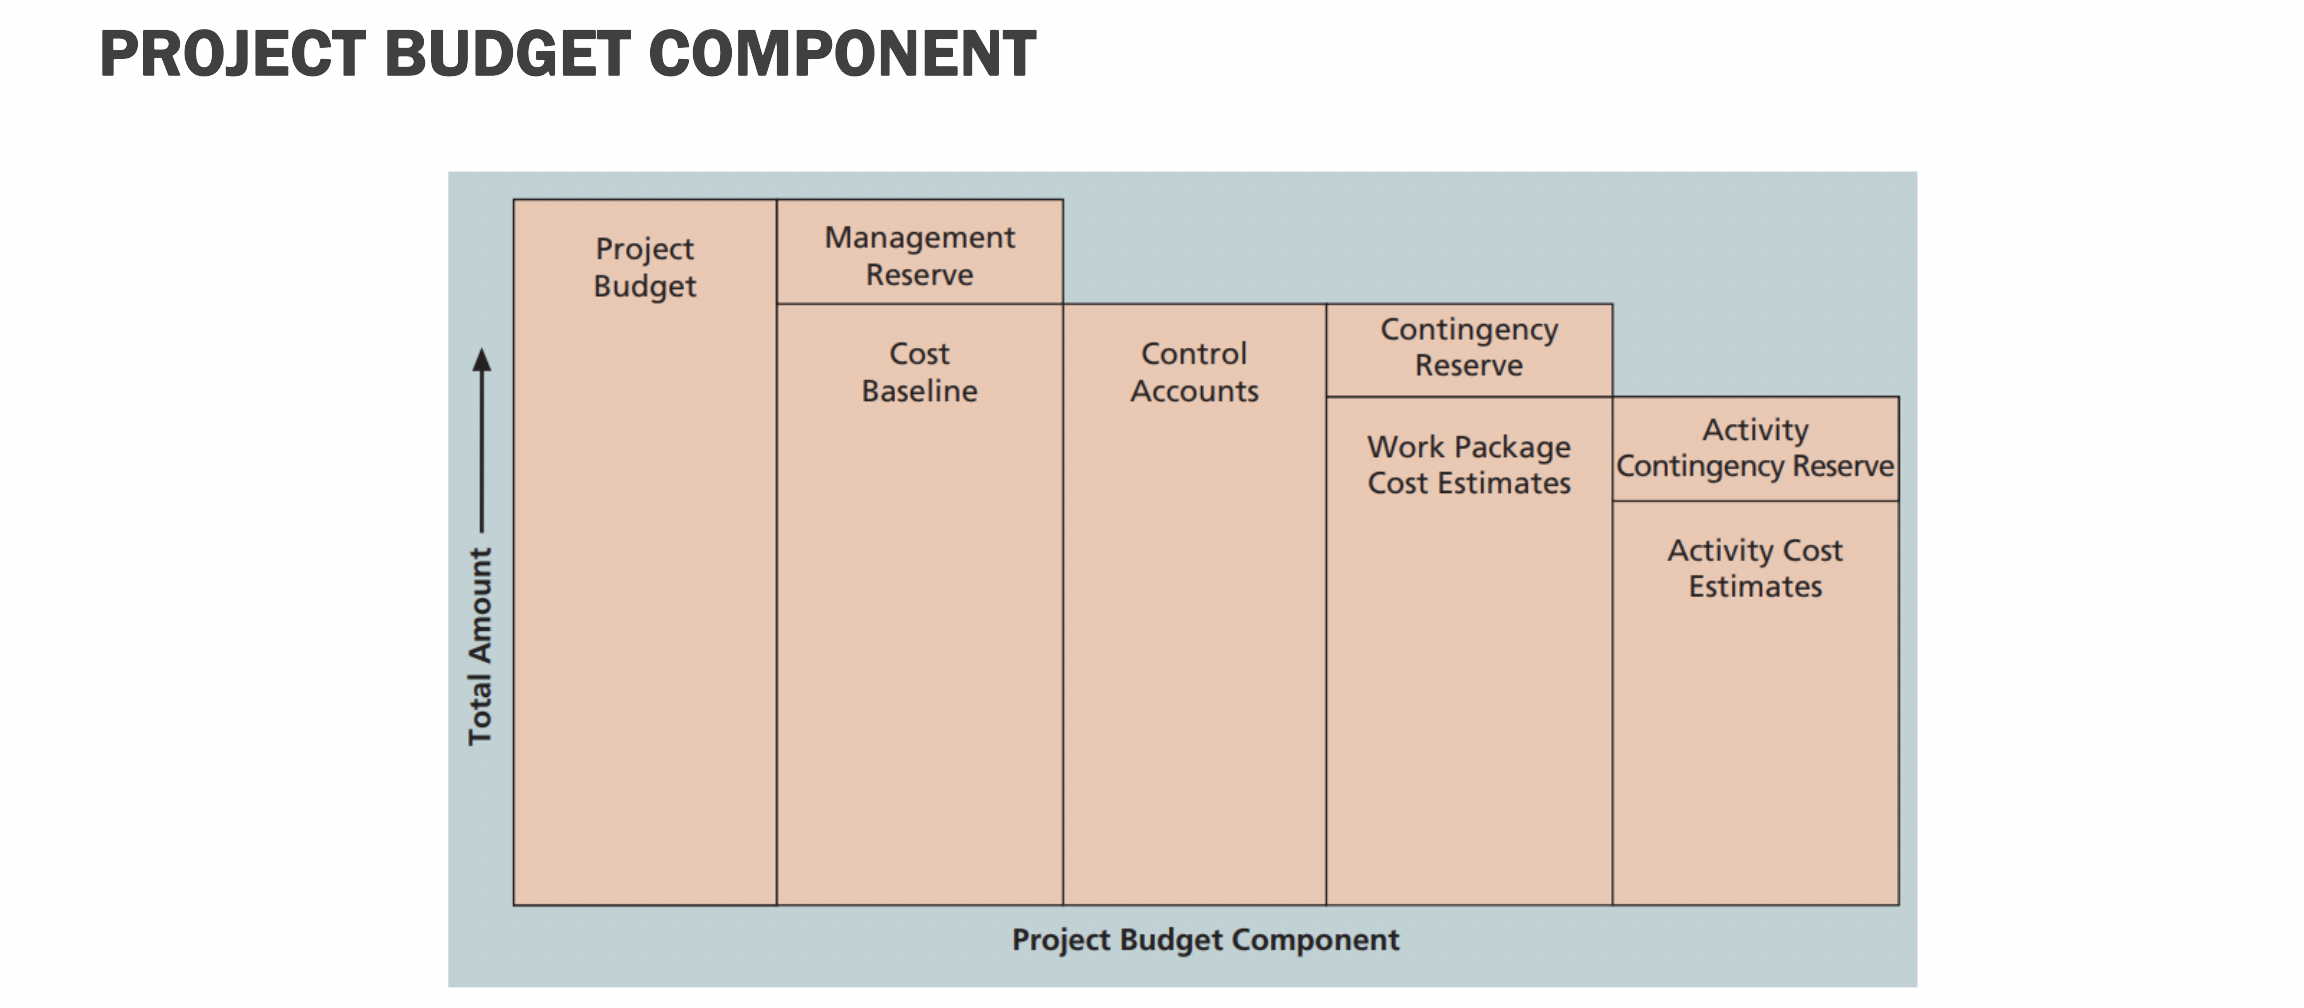 PROJECT BUDGET COMPONENT
Project
Budget
Management
Reserve
Cost
Baseline
Control
Accounts
Contingency
Reserve
Work Package
Cost Estimates
Activity
Contingency Reserve
Activity Cost
Estimates
Total Amount
Project Budget Component